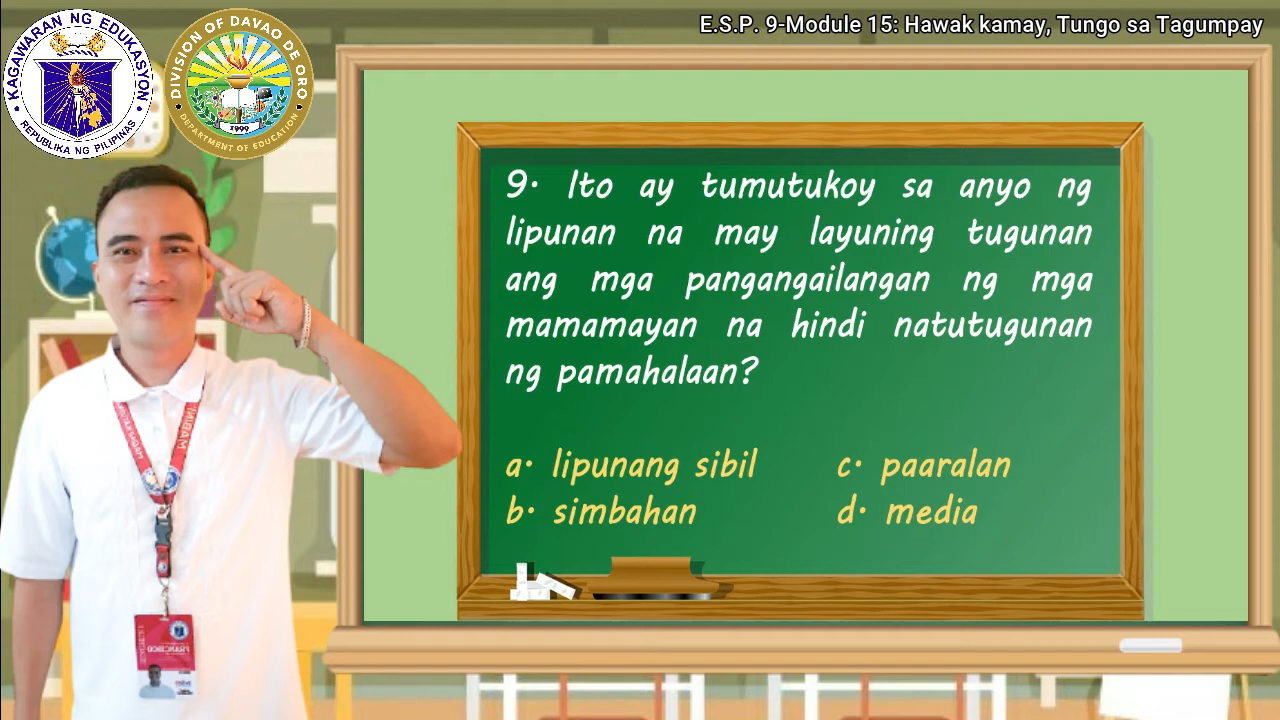 E.S.P. 9-Module 15: Hawak kamay, Tungo sa Tagumpay
KAGAWARAN NG EDUKASYON
REPUBLIKA NG PILIPINAS
DIVISION OF DAVAO DE ORO
1999
DEPARTMENT OF EDUCATION
9. Ito ay tumutukoy sa anyo ng
lipunan na may layuning tugunan
ang mga pangangailangan ng mga
mamamayan na hindi natutugunan
ng pamahalaan?
a. lipunang sibil
b. simbahan
c. paaralan
d. media